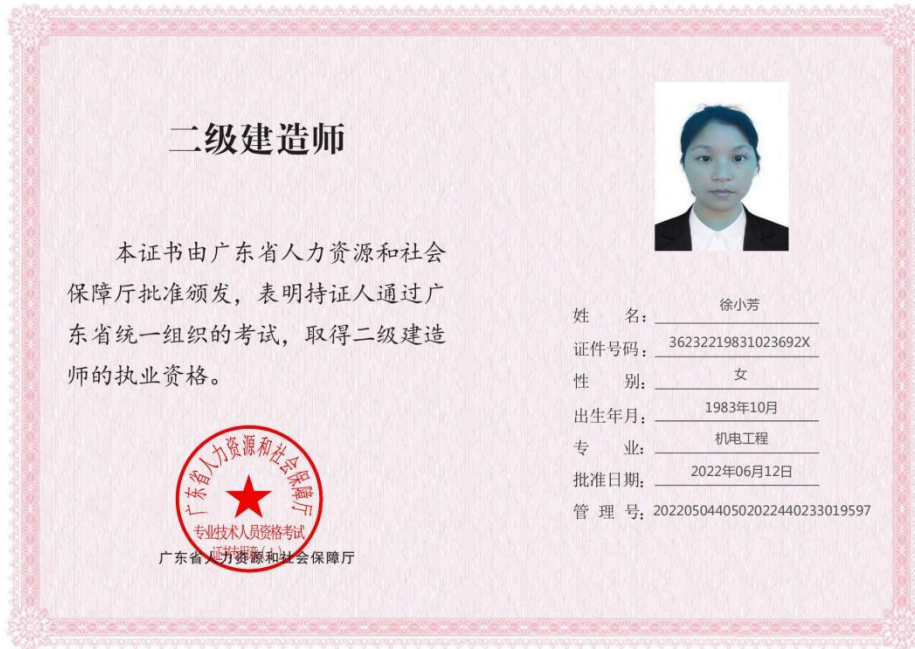 二级建造师
本证书由广东省人力资源和社会
保障厅批准颁发，表明持证人通过广
东省统一组织的考试，取得二级建造
师的执业资格。
广东省人力资源和社会保障厅
专业技术人员资格考试
证书专用章(1)
广东省人力资源和社会保障厅
姓 名：徐小芳
证件号码：36232219831023692X
性 别：女
出生年月：1983年10月
专 业：机电工程
批准日期：2022年06月12日
管 理 号：2022050440502022440233019597